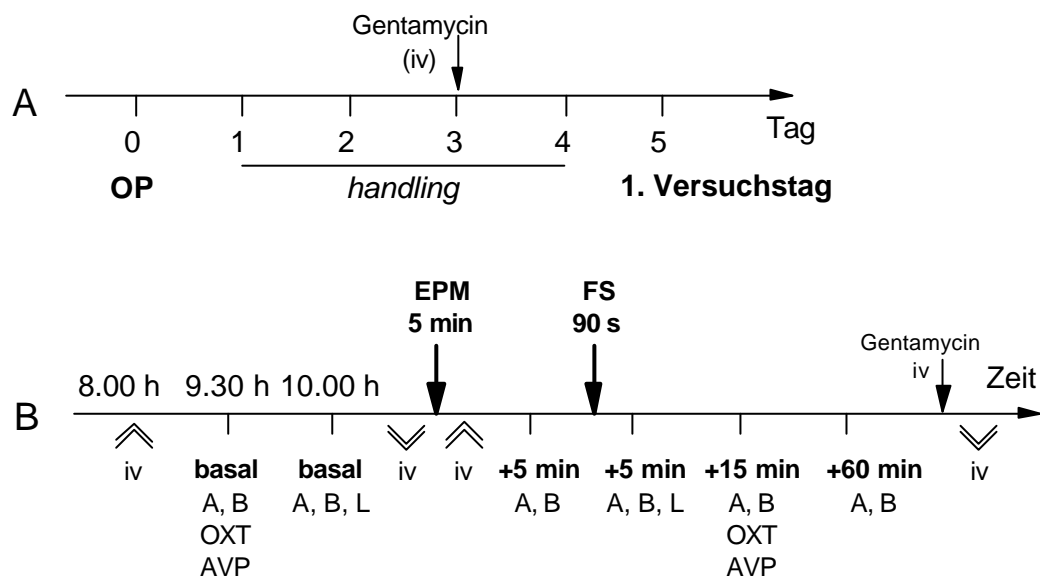 Gentamycin
(iv)
A
0 1 2 3 4 5 Tag
OP handling 1. Versuchstag
EPM FS
5 min 90 s
Gentamycin
iv
8.00 h 9.30 h 10.00 h Zeit
B
iv basal basal iv iv +5 min +5 min +15 min +60 min iv
A, B A, B, L A, B A, B, L A, B A, B
OXT OXT
AVP AVP